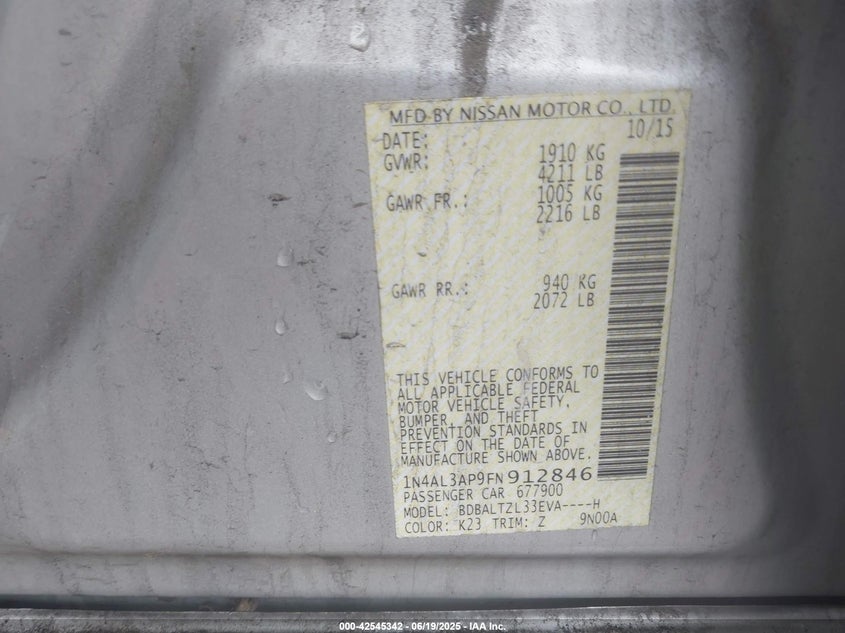 MFD BY NISSAN MOTOR CO., LTD.
DATE: 10/15
GVWR: 1910 KG
4211 LB
GAWR FR.: 1005 KG
2216 LB
GAWR RR.: 940 KG
2072 LB
THIS VEHICLE CONFORMS TO
ALL APPLICABLE FEDERAL
MOTOR VEHICLE SAFETY,
BUMPER, AND THEFT
PREVENTION STANDARDS IN
EFFECT ON THE DATE OF
MANUFACTURE SHOWN ABOVE.
1N4AL3AP9FN912846
PASSENGER CAR 677900
MODEL: BDBALTZL33EVA----H
COLOR: K23 TRIM: Z 9N00A
000-42545342 - 06/19/2025 - IAA Inc.